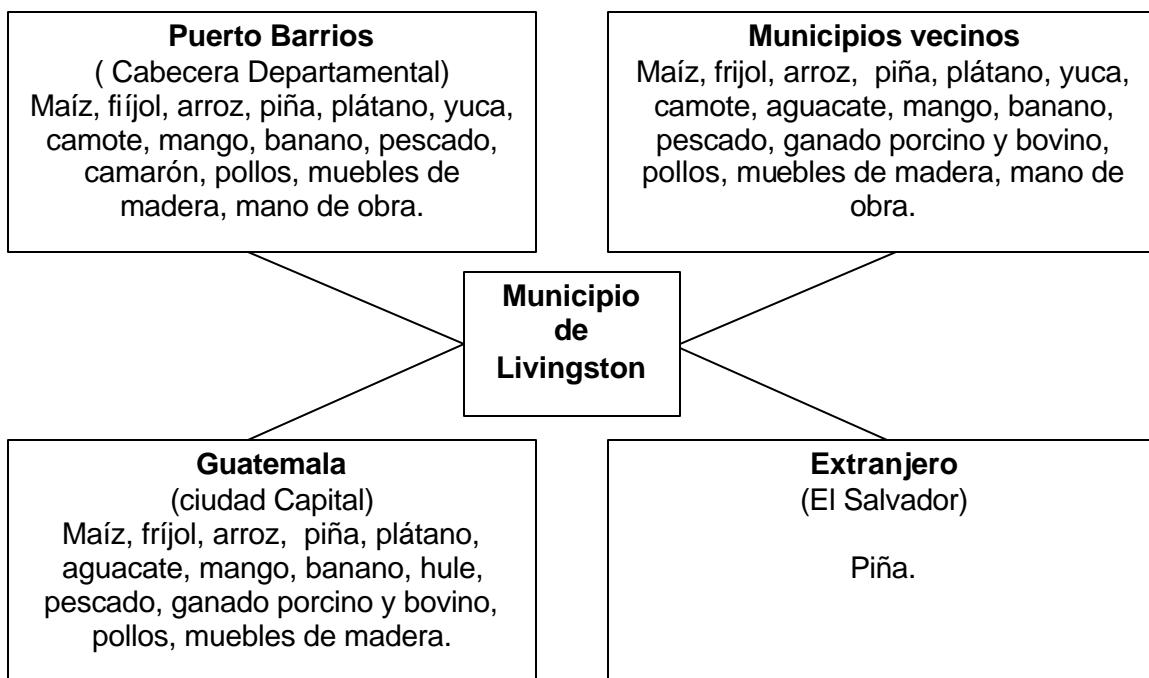 Puerto Barrios
( Cabecera Departamental)
Maíz, fiíjol, arroz, piña, plátano, yuca,
camote, mango, banano, pescado,
camarón, pollos, muebles de
madera, mano de obra.
Municipios vecinos
Maíz, frijol, arroz,  piña, plátano, yuca,
camote, aguacate, mango, banano,
pescado, ganado porcino y bovino,
pollos, muebles de madera, mano de
obra.
Municipio
de
Livingston
Guatemala
(ciudad Capital)
Maíz, fríjol, arroz,  piña, plátano,
aguacate, mango, banano, hule,
pescado, ganado porcino y bovino,
pollos, muebles de madera.
Extranjero
(El Salvador)
Piña.